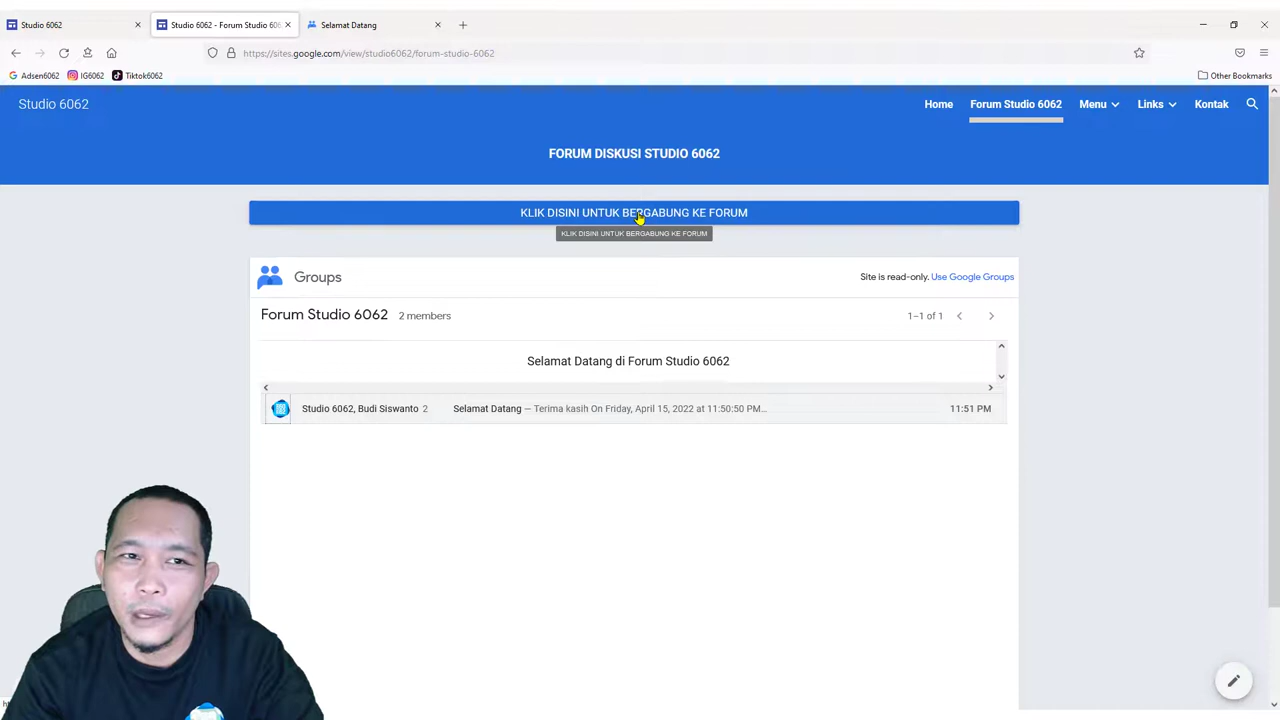 Studio 6062
Studio 6062 - Forum Studio 606
Selamat Datang
https://sites.google.com/view/studio6062/forum-studio-6062
Adsen6062
IG6062
Tiktok6062
Other Bookmarks
Studio 6062
Home
Forum Studio 6062
Menu
Links
Kontak
FORUM DISKUSI STUDIO 6062
KLIK DISINI UNTUK BERGABUNG KE FORUM
KLIK DISINI UNTUK BERGABUNG KE FORUM
Groups
Site is read-only. Use Google Groups
Forum Studio 6062 2 members
1–1 of 1
Selamat Datang di Forum Studio 6062
Studio 6062, Budi Siswanto 2 Selamat Datang — Terima kasih On Friday, April 15, 2022 at 11:50:50 PM... 11:51 PM